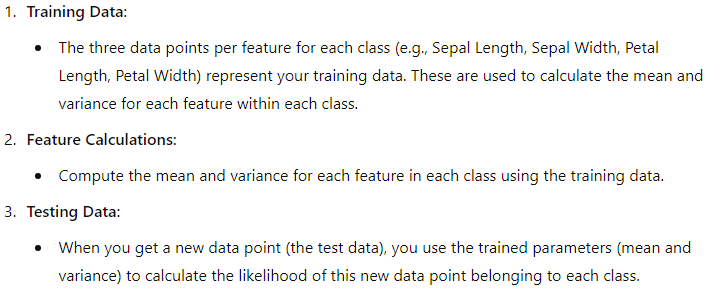 1. Training Data:
• The three data points per feature for each class (e.g., Sepal Length, Sepal Width, Petal
Length, Petal Width) represent your training data. These are used to calculate the mean and
variance for each feature within each class.
2. Feature Calculations:
• Compute the mean and variance for each feature in each class using the training data.
3. Testing Data:
• When you get a new data point (the test data), you use the trained parameters (mean and
variance) to calculate the likelihood of this new data point belonging to each class.